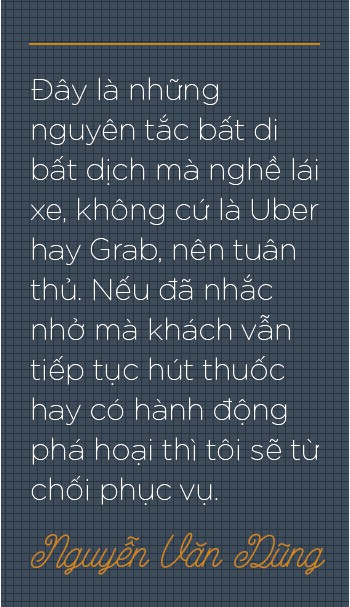 Đây là những
nguyên tắc bất di
bất dịch mà nghề lái
xe, không cứ là Uber
hay Grab, nên tuân
thủ. Nếu đã nhắc
nhở mà khách vẫn
tiếp tục hút thuốc
hay có hành động
phá hoại thì tôi sẽ từ
chối phục vụ.
Nguyễn Văn Dũng